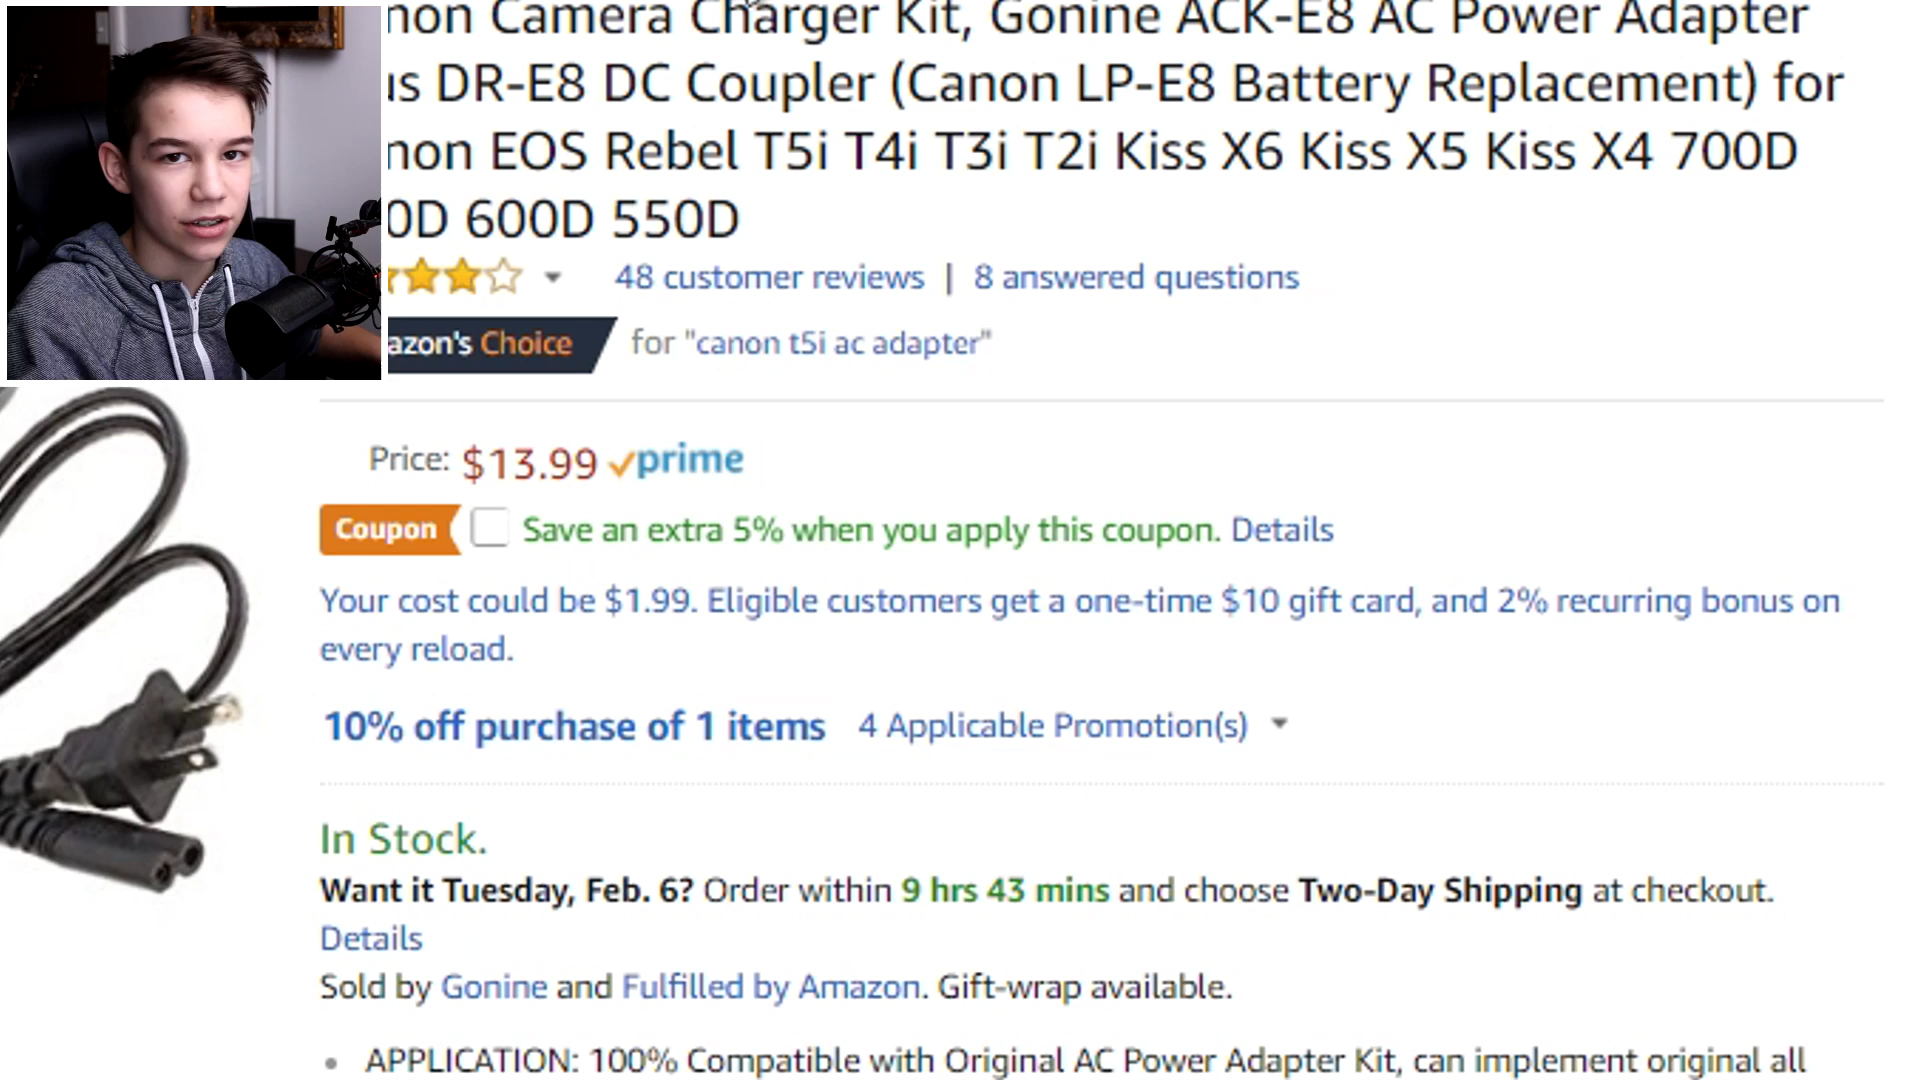 non Camera Charger Kit, Gonine ACK-E8 AC Power Adapter
us DR-E8 DC Coupler (Canon LP-E8 Battery Replacement) for
non EOS Rebel T5i T4i T3i T2i Kiss X6 Kiss X5 Kiss X4 700D
0D 600D 550D
48 customer reviews | 8 answered questions
azon's Choice for "canon t5i ac adapter"
Price: $13.99 prime
Coupon Save an extra 5% when you apply this coupon. Details
Your cost could be $1.99. Eligible customers get a one-time $10 gift card, and 2% recurring bonus on
every reload.
10% off purchase of 1 items 4 Applicable Promotion(s)
In Stock.
Want it Tuesday, Feb. 6? Order within 9 hrs 43 mins and choose Two-Day Shipping at checkout.
Details
Sold by Gonine and Fulfilled by Amazon. Gift-wrap available.
• APPLICATION: 100% Compatible with Original AC Power Adapter Kit, can implement original all